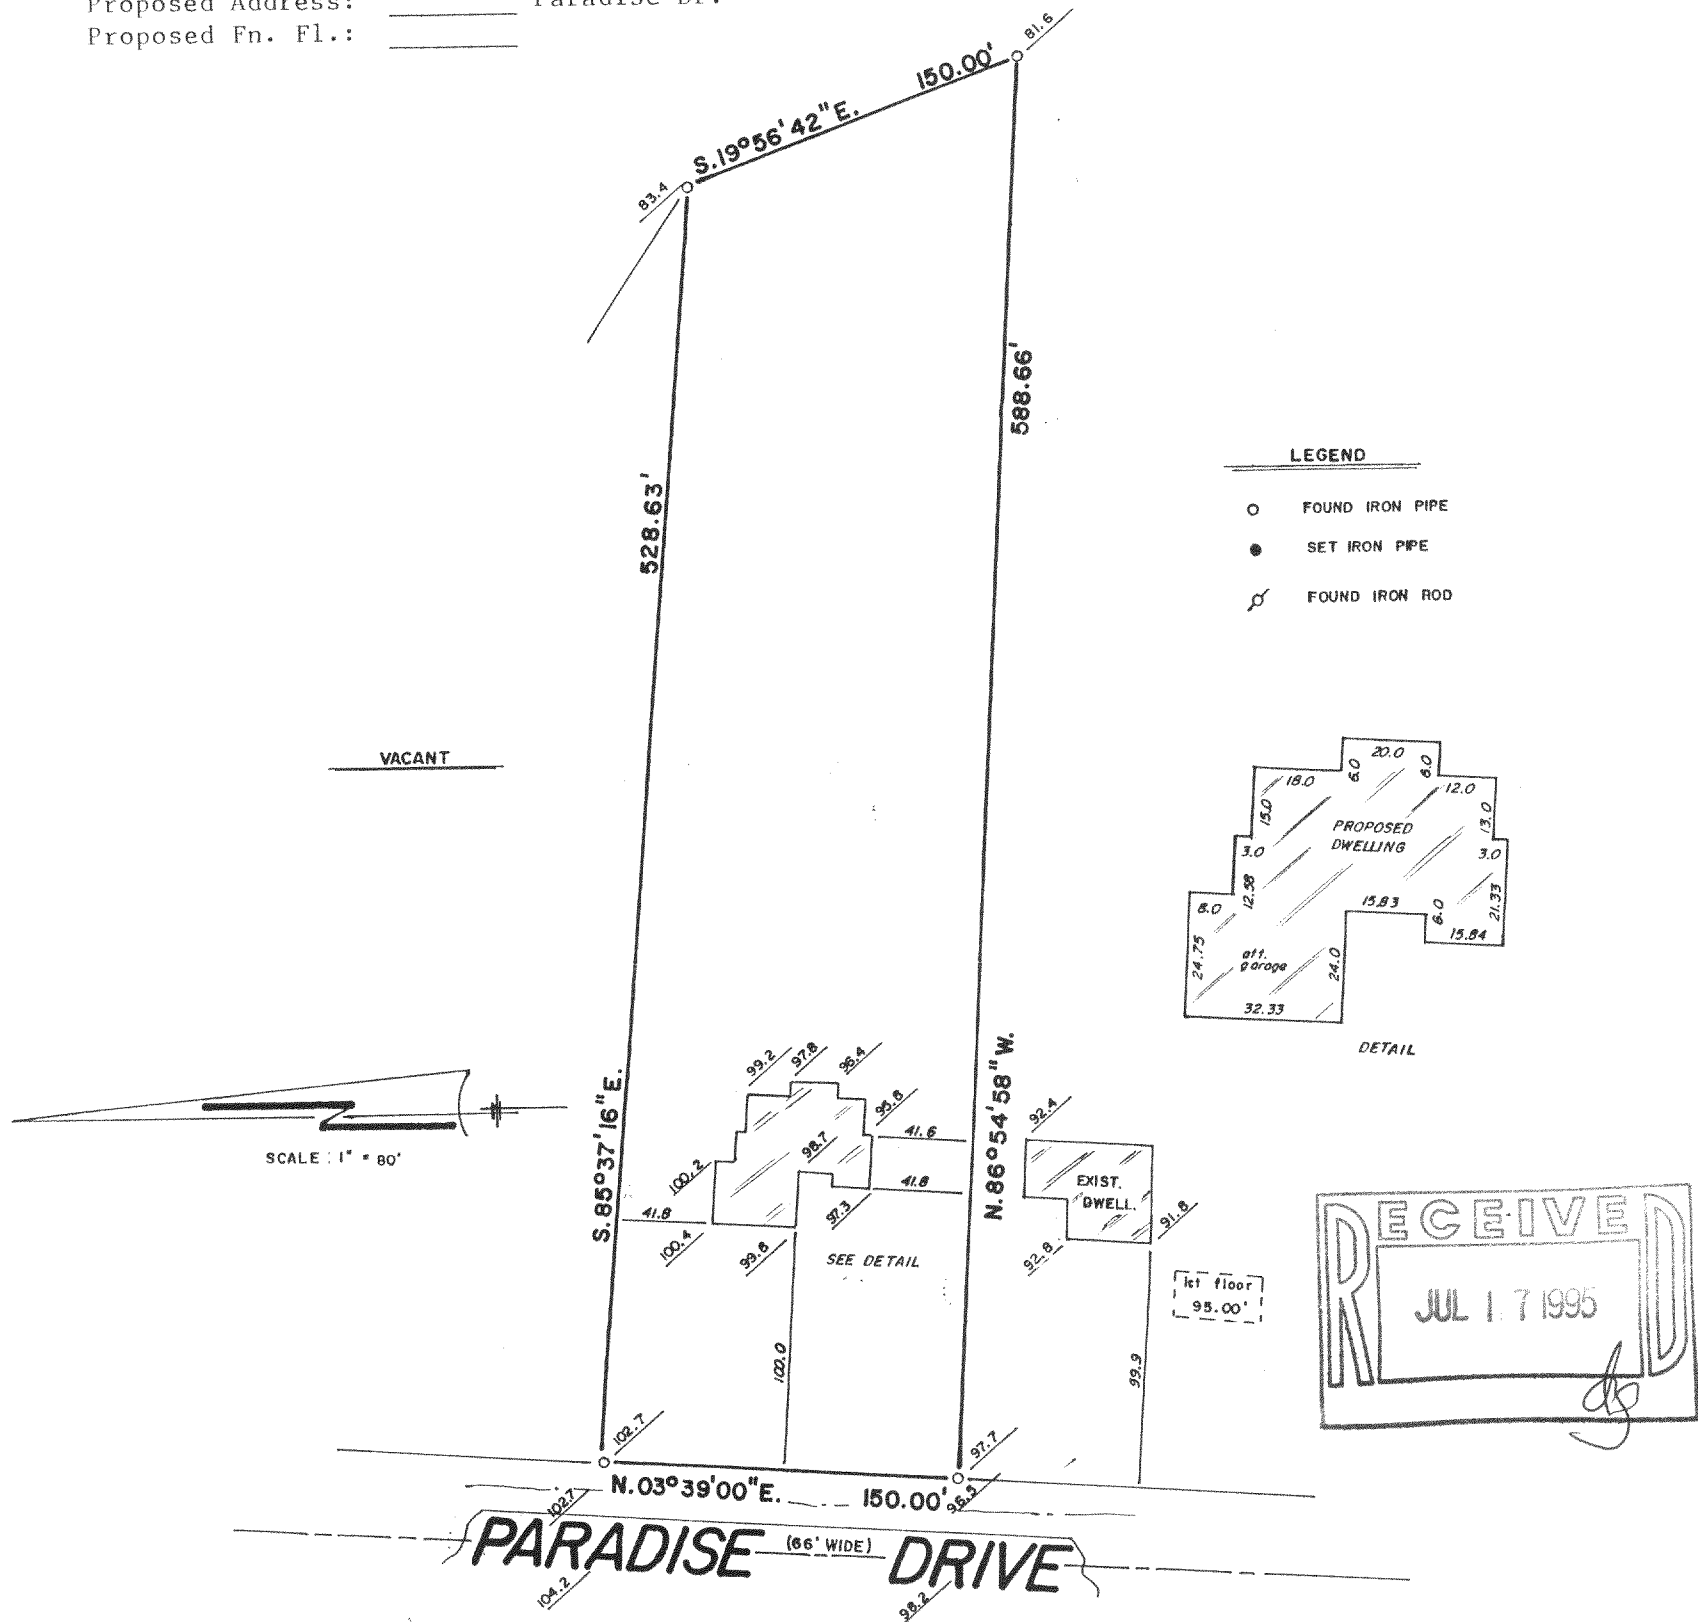 Proposed Address: ______ Paradise Dr.
Proposed Fn. Fl.: ______
81.6
150.00'
S.19°56'42"E.
83.4
588.66'
528.63'
LEGEND
FOUND IRON PIPE
SET IRON PIPE
FOUND IRON ROD
VACANT
20.0
6.0
6.0
18.0
12.0
15.0
13.0
PROPOSED
DWELLING
3.0
3.0
12.58
8.0
15.83
6.0
21.33
15.84
24.75
att.
garage
24.0
32.33
DETAIL
SCALE : 1" = 80'
S.85°37'16"E.
N.86°54'58"W.
99.2
97.8
96.4
95.8
98.7
100.2
41.6
41.8
41.8
97.3
100.4
99.8
SEE DETAIL
92.4
EXIST.
DWELL.
91.8
92.8
1st floor
95.00'
100.0
99.9
RECEIVED
JUL 17 1995
102.7
97.7
N.03°39'00"E.
150.00'
102.7
96.5
PARADISE (66' WIDE) DRIVE
104.2
98.2